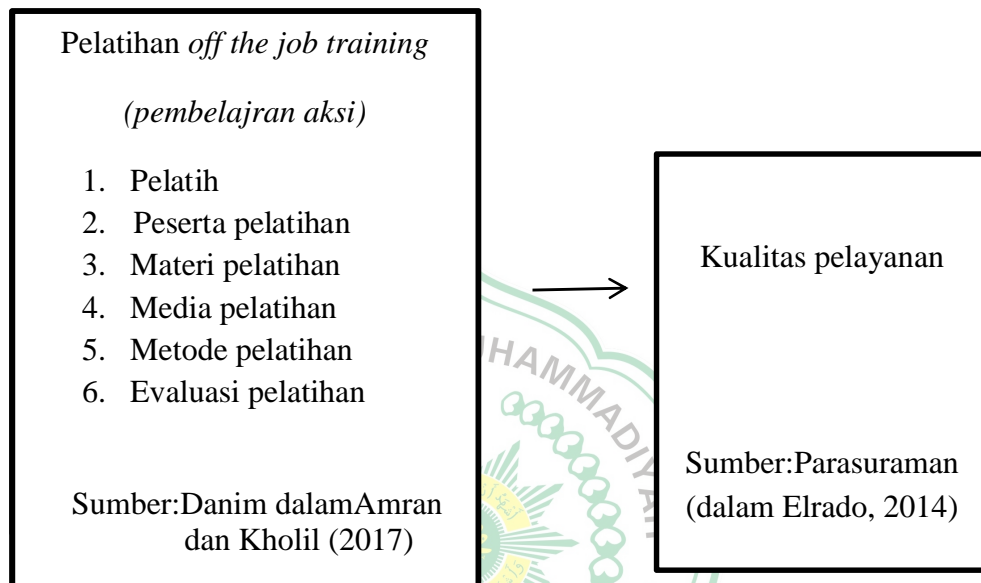 Pelatihan off the job training
(pembelajran aksi)
1. Pelatih
2. Peserta pelatihan
3. Materi pelatihan
4. Media pelatihan
5. Metode pelatihan
6. Evaluasi pelatihan
Sumber:Danim dalamAmran
dan Kholil (2017)
Kualitas pelayanan
Sumber:Parasuraman
(dalam Elrado, 2014)